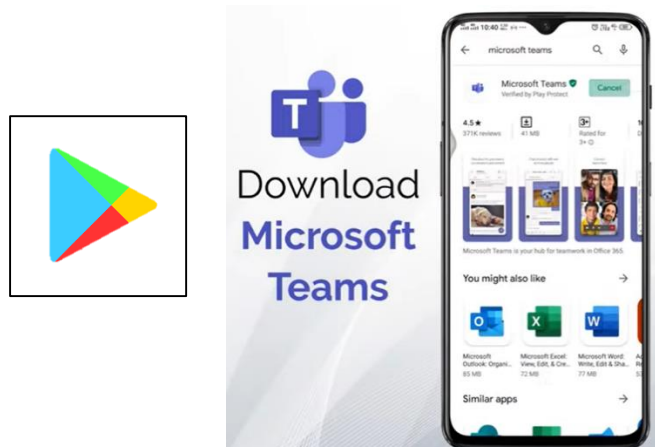 T
Download
Microsoft
Teams
10:40
microsoft teams
Microsoft Teams
Verified by Play Protect
Cancel
4.5★
371K reviews
41 MB
3+
Rated for
3+
Microsoft Teams is your hub for teamwork in Office 365
You might also like
Microsoft
Outlook: Organi...
85 MB
Microsoft Excel:
View, Edit, & Cre...
72 MB
Microsoft Word:
Write, Edit & Sha...
77 MB
Similar apps